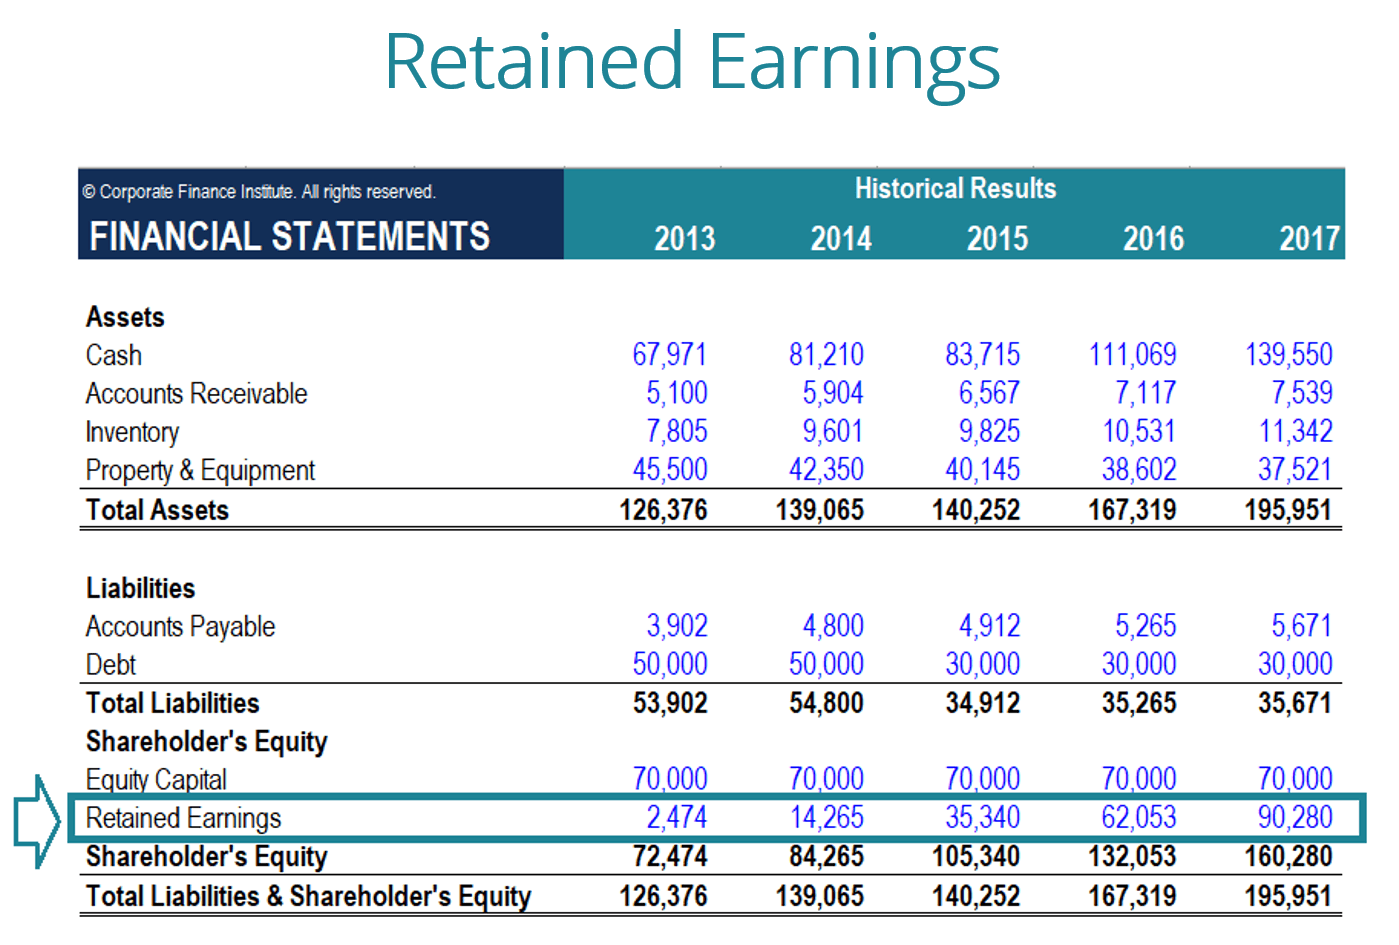 Retained Earnings
© Corporate Finance Institute. All rights reserved.
Historical Results
FINANCIAL STATEMENTS 2013 2014 2015 2016 2017
Assets
Cash 67,971 81,210 83,715 111,069 139,550
Accounts Receivable 5,100 5,904 6,567 7,117 7,539
Inventory 7,805 9,601 9,825 10,531 11,342
Property & Equipment 45,500 42,350 40,145 38,602 37,521
Total Assets 126,376 139,065 140,252 167,319 195,951
Liabilities
Accounts Payable 3,902 4,800 4,912 5,265 5,671
Debt 50,000 50,000 30,000 30,000 30,000
Total Liabilities 53,902 54,800 34,912 35,265 35,671
Shareholder's Equity
Equity Capital 70,000 70,000 70,000 70,000 70,000
Retained Earnings 2,474 14,265 35,340 62,053 90,280
Shareholder's Equity 72,474 84,265 105,340 132,053 160,280
Total Liabilities & Shareholder's Equity 126,376 139,065 140,252 167,319 195,951